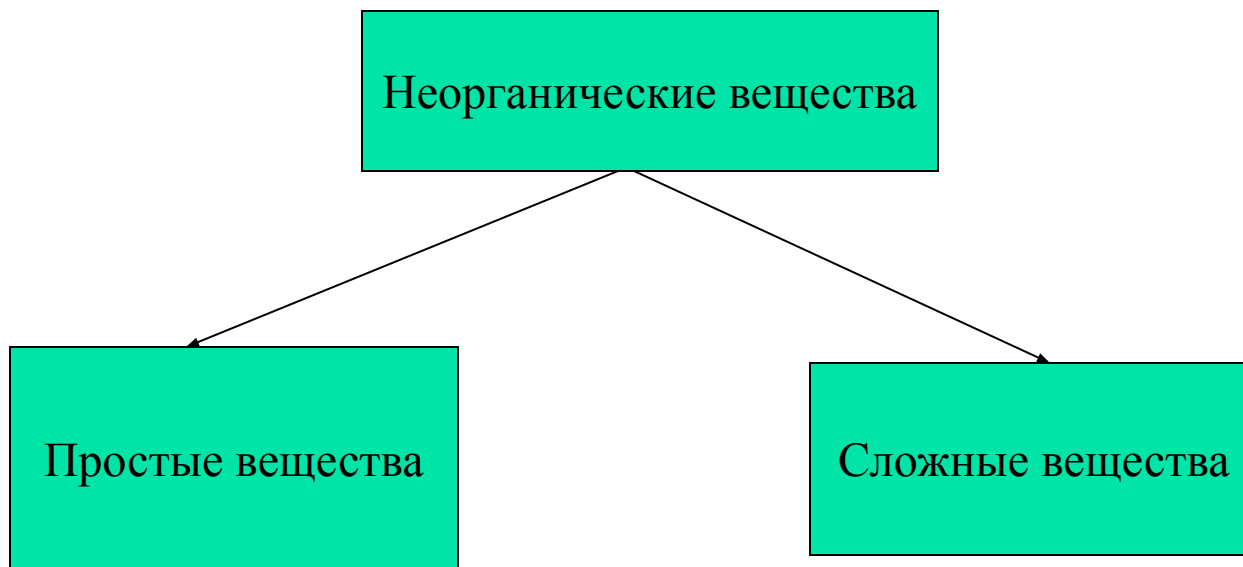 Неорганические вещества
Простые вещества
Сложные вещества